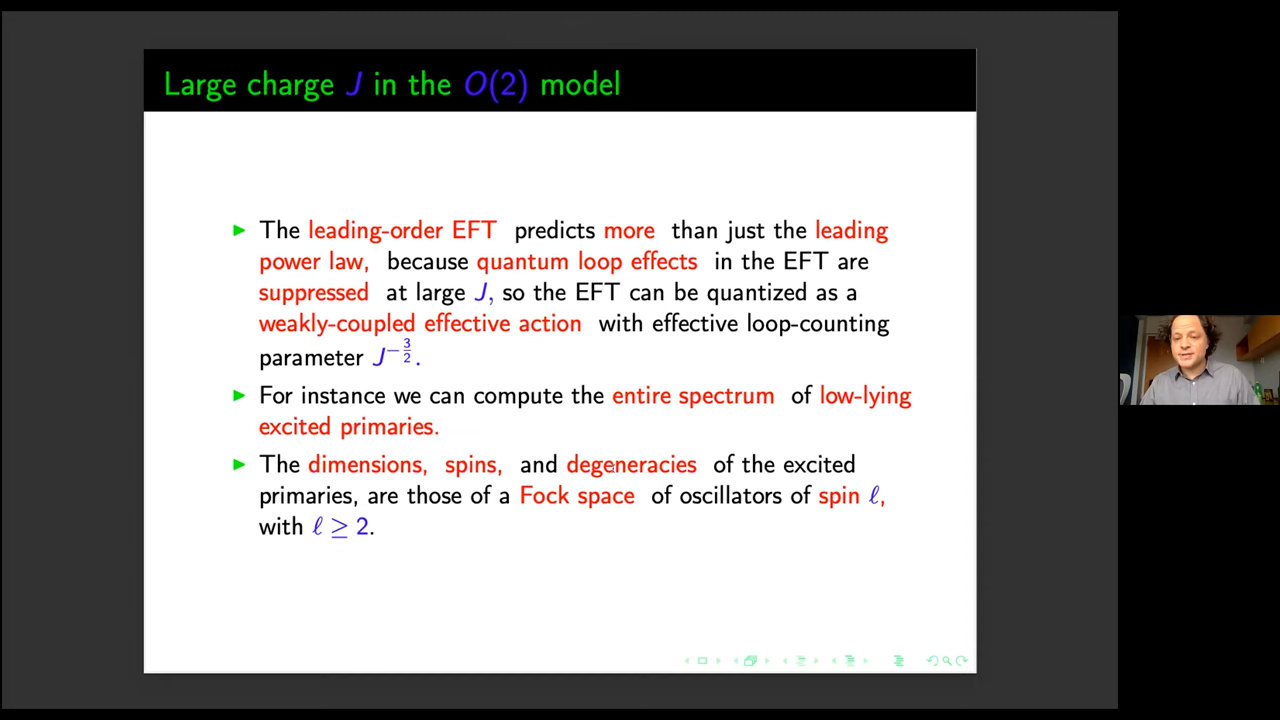 Large charge J in the O(2) model
► The leading-order EFT predicts more than just the leading
power law, because quantum loop effects in the EFT are
suppressed at large J, so the EFT can be quantized as a
weakly-coupled effective action with effective loop-counting
parameter J^{-3/2}.
► For instance we can compute the entire spectrum of low-lying
excited primaries.
► The dimensions, spins, and degeneracies of the excited
primaries, are those of a Fock space of oscillators of spin ℓ,
with ℓ ≥ 2.